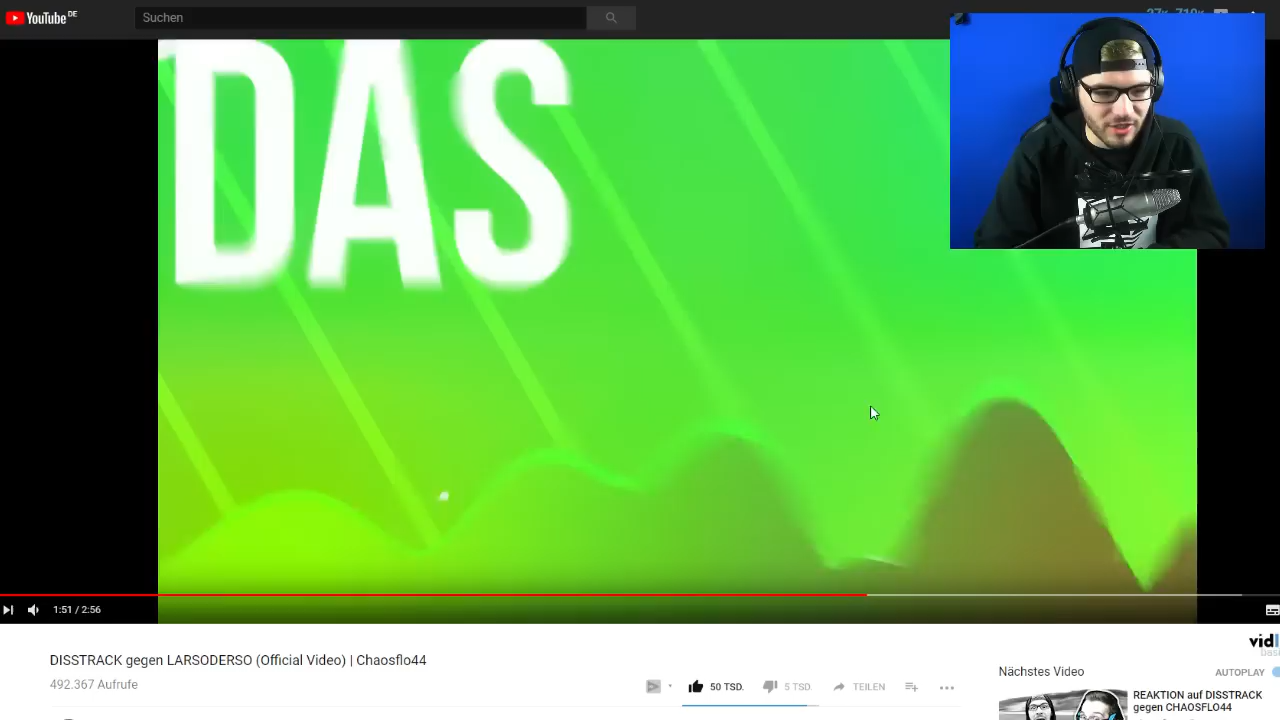 YouTube DE
Suchen
DAS
1:51 / 2:56
DISSTRACK gegen LARSODERSO (Official Video) | Chaosflo44
492.367 Aufrufe
50 TSD.
5 TSD
TEILEN
Nächstes Video
AUTOPLAY
REAKTION auf DISSTRACK
gegen CHAOSFLO44